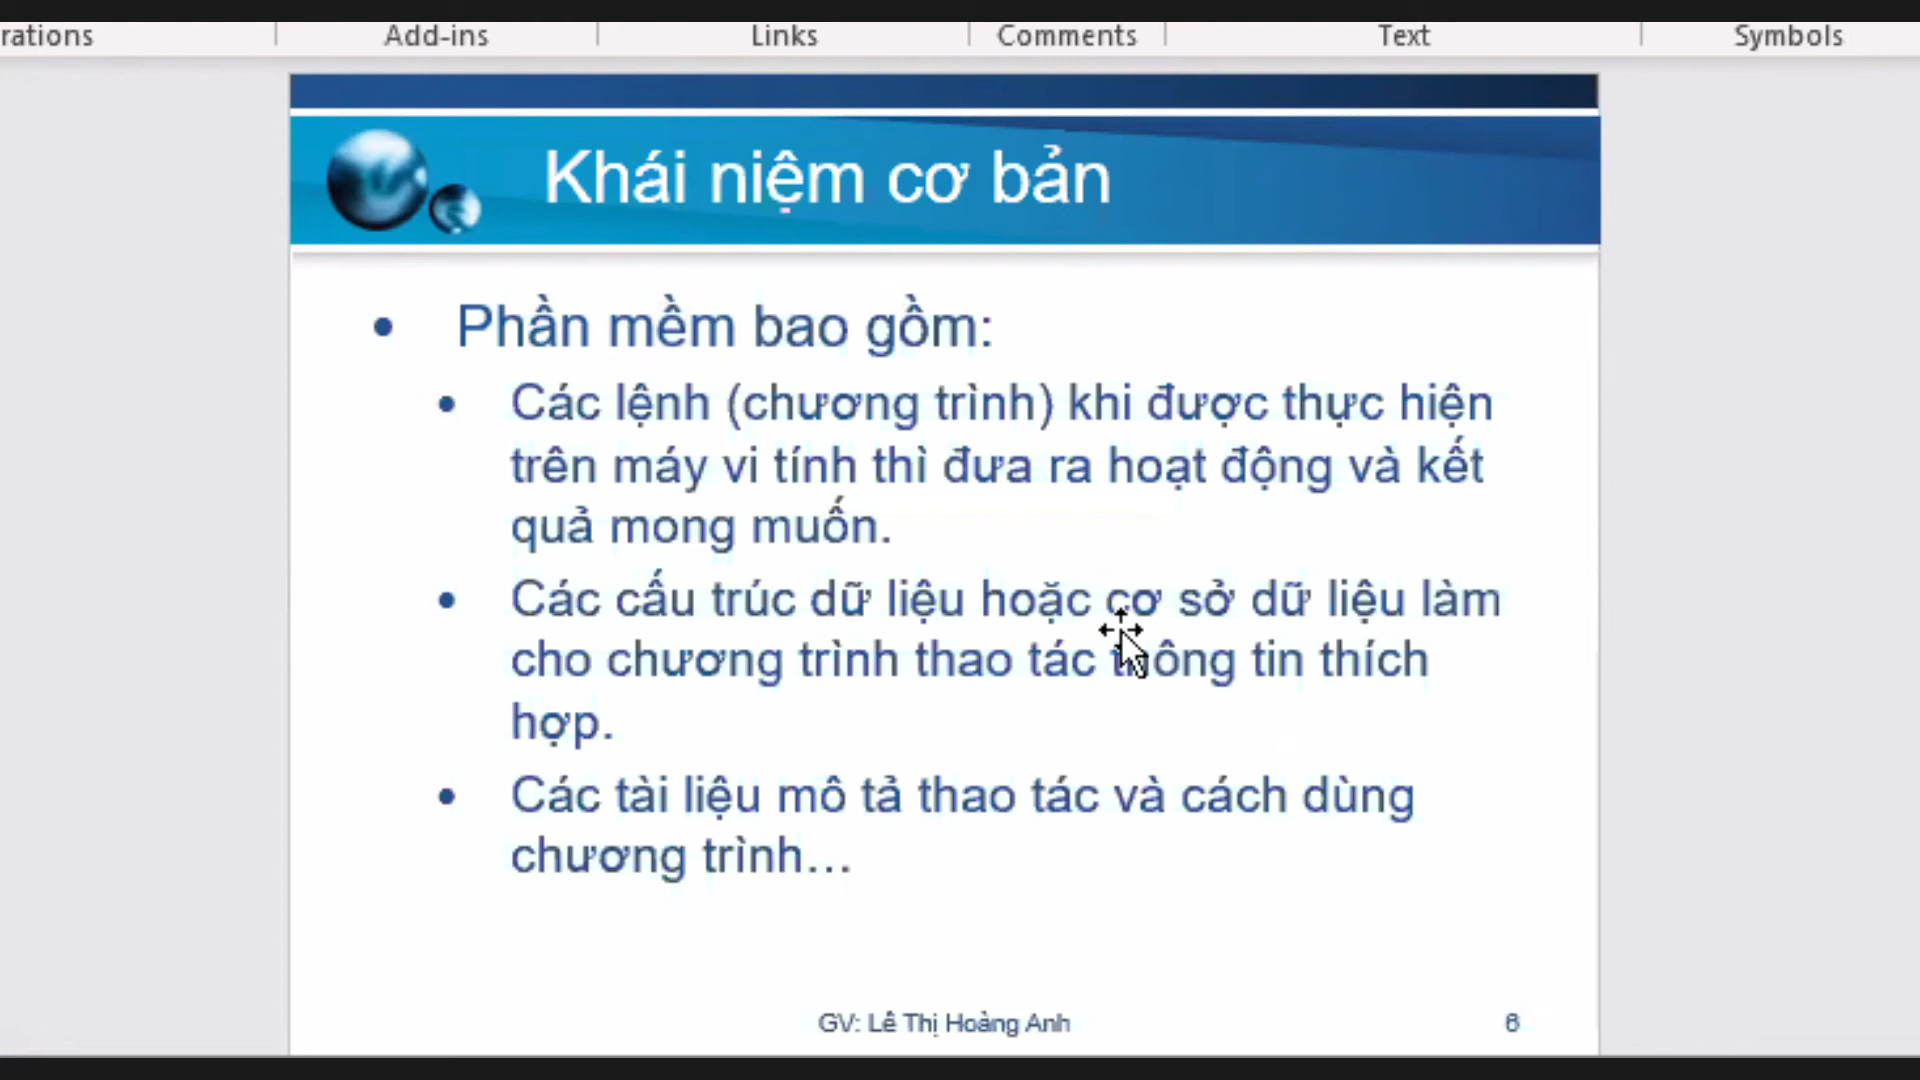 rations Add-ins Links Comments Text Symbols
Khái niệm cơ bản
• Phần mềm bao gồm:
• Các lệnh (chương trình) khi được thực hiện
trên máy vi tính thì đưa ra hoạt động và kết
quả mong muốn.
• Các cấu trúc dữ liệu hoặc cơ sở dữ liệu làm
cho chương trình thao tác thông tin thích
hợp.
• Các tài liệu mô tả thao tác và cách dùng
chương trình…
GV: Lê Thị Hoàng Anh 6